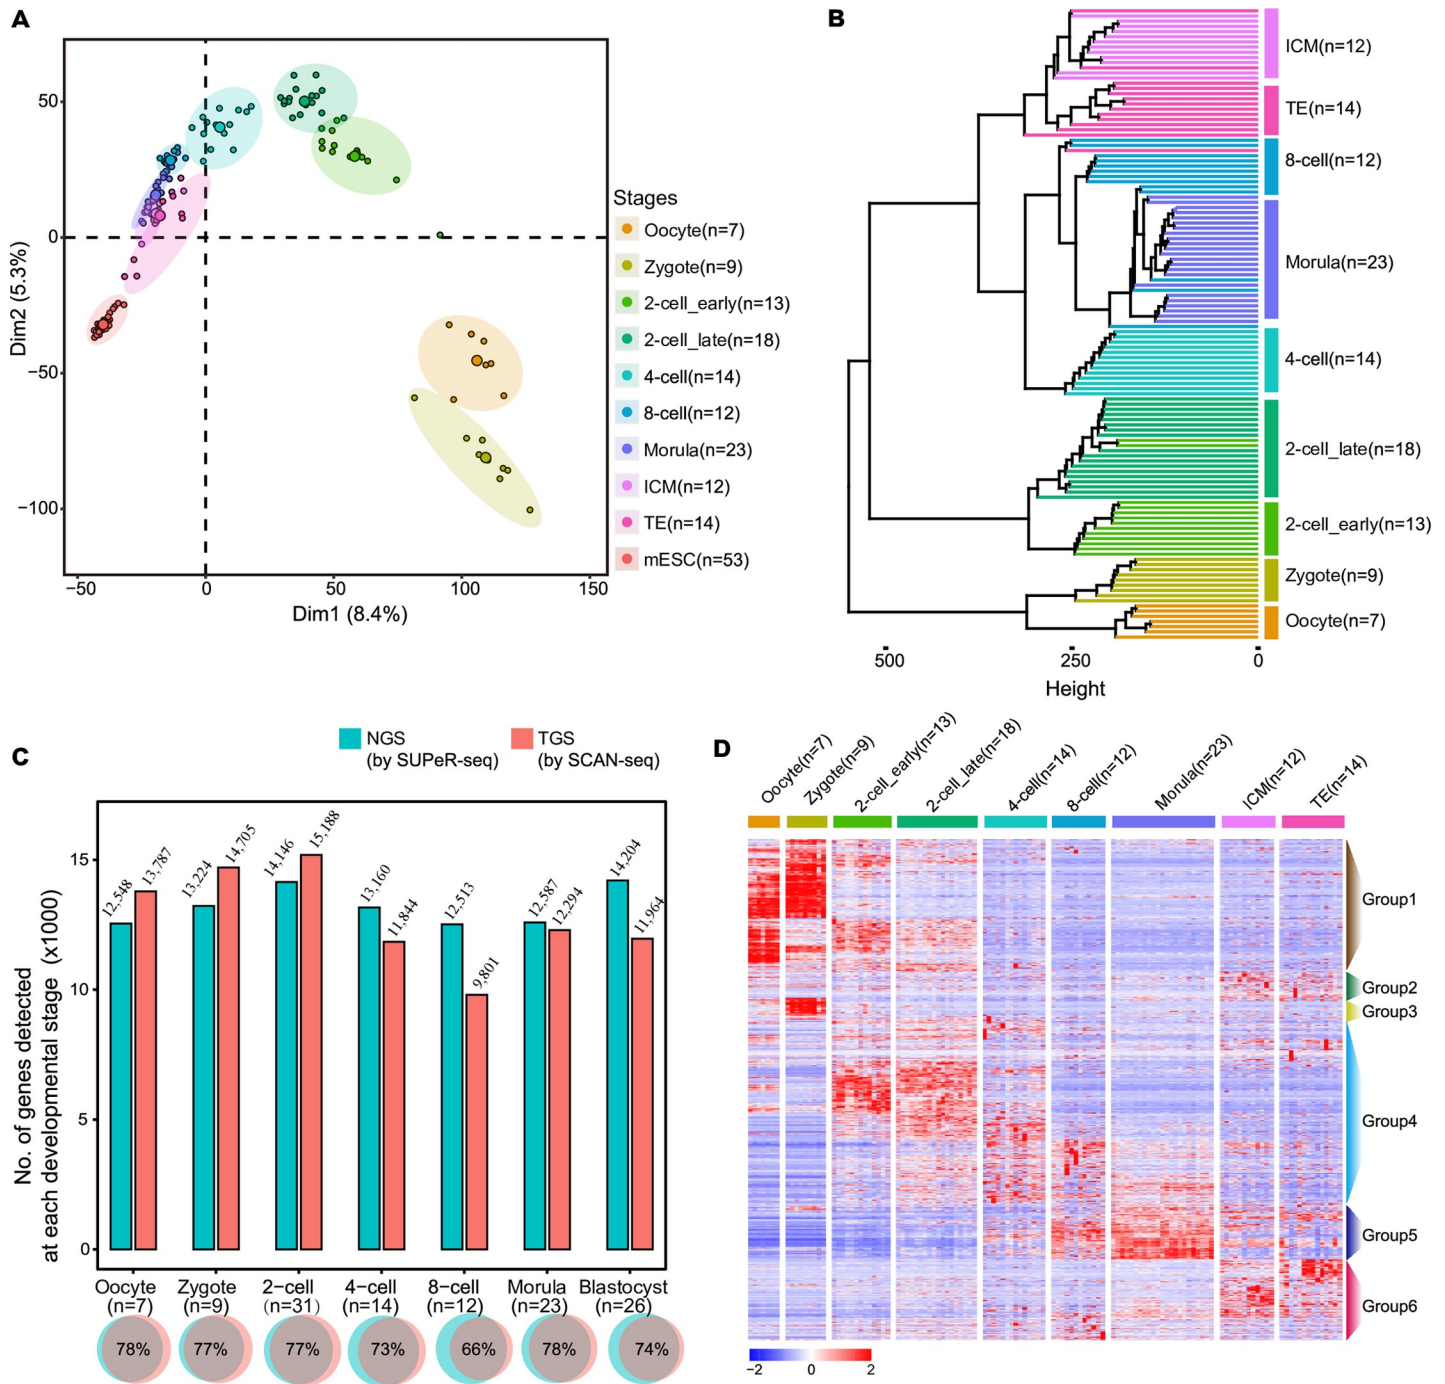 A
50
0
−50
−100
−50
0
50
100
150
Dim2 (5.3%)
Dim1 (8.4%)
Stages
Oocyte(n=7)
Zygote(n=9)
2-cell_early(n=13)
2-cell_late(n=18)
4-cell(n=14)
8-cell(n=12)
Morula(n=23)
ICM(n=12)
TE(n=14)
mESC(n=53)
B
ICM(n=12)
TE(n=14)
8-cell(n=12)
Morula(n=23)
4-cell(n=14)
2-cell_late(n=18)
2-cell_early(n=13)
Zygote(n=9)
Oocyte(n=7)
500
250
0
Height
C
NGS
(by SUPeR-seq)
TGS
(by SCAN-seq)
No. of genes detected
at each developmental stage (x1000)
15
10
5
0
12,548
13,787
13,224
14,705
14,146
15,188
13,160
11,844
12,513
9,801
12,587
12,294
14,204
11,964
Oocyte
(n=7)
Zygote
(n=9)
2−cell
(n=31)
4−cell
(n=14)
8−cell
(n=12)
Morula
(n=23)
Blastocyst
(n=26)
78%
77%
77%
73%
66%
78%
74%
D
Oocyte(n=7)
Zygote(n=9)
2-cell_early(n=13)
2-cell_late(n=18)
4-cell(n=14)
8-cell(n=12)
Morula(n=23)
ICM(n=12)
TE(n=14)
Group1
Group2
Group3
Group4
Group5
Group6
−2
0
2